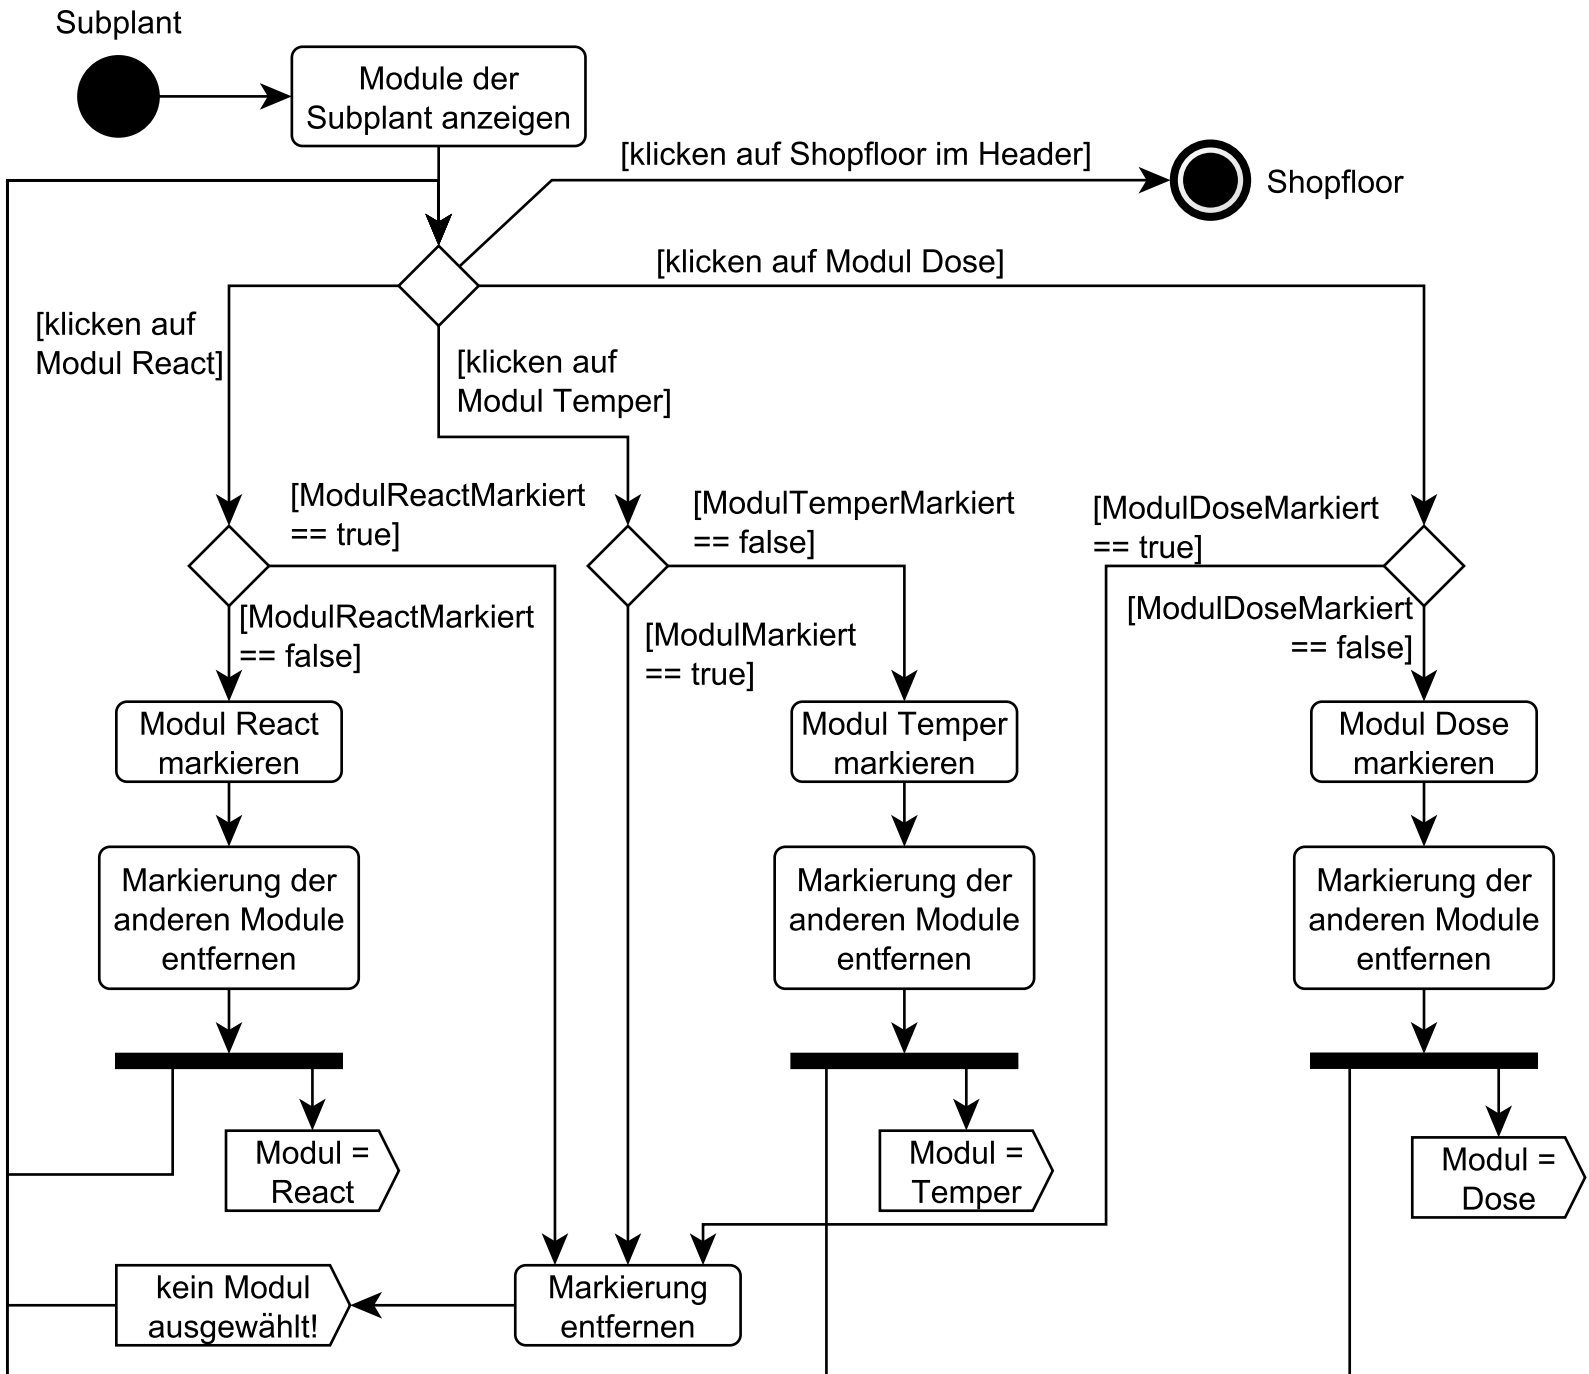 Subplant
Module der
Subplant anzeigen
[klicken auf Shopfloor im Header]
Shopfloor
[klicken auf Modul Dose]
[klicken auf
Modul React]
[klicken auf
Modul Temper]
[ModulReactMarkiert
== true]
[ModulTemperMarkiert
== false]
[ModulDoseMarkiert
== true]
[ModulReactMarkiert
== false]
[ModulMarkiert
== true]
[ModulDoseMarkiert
== false]
Modul React
markieren
Modul Temper
markieren
Modul Dose
markieren
Markierung der
anderen Module
entfernen
Markierung der
anderen Module
entfernen
Markierung der
anderen Module
entfernen
Modul =
React
Modul =
Temper
Modul =
Dose
kein Modul
ausgewählt!
Markierung
entfernen